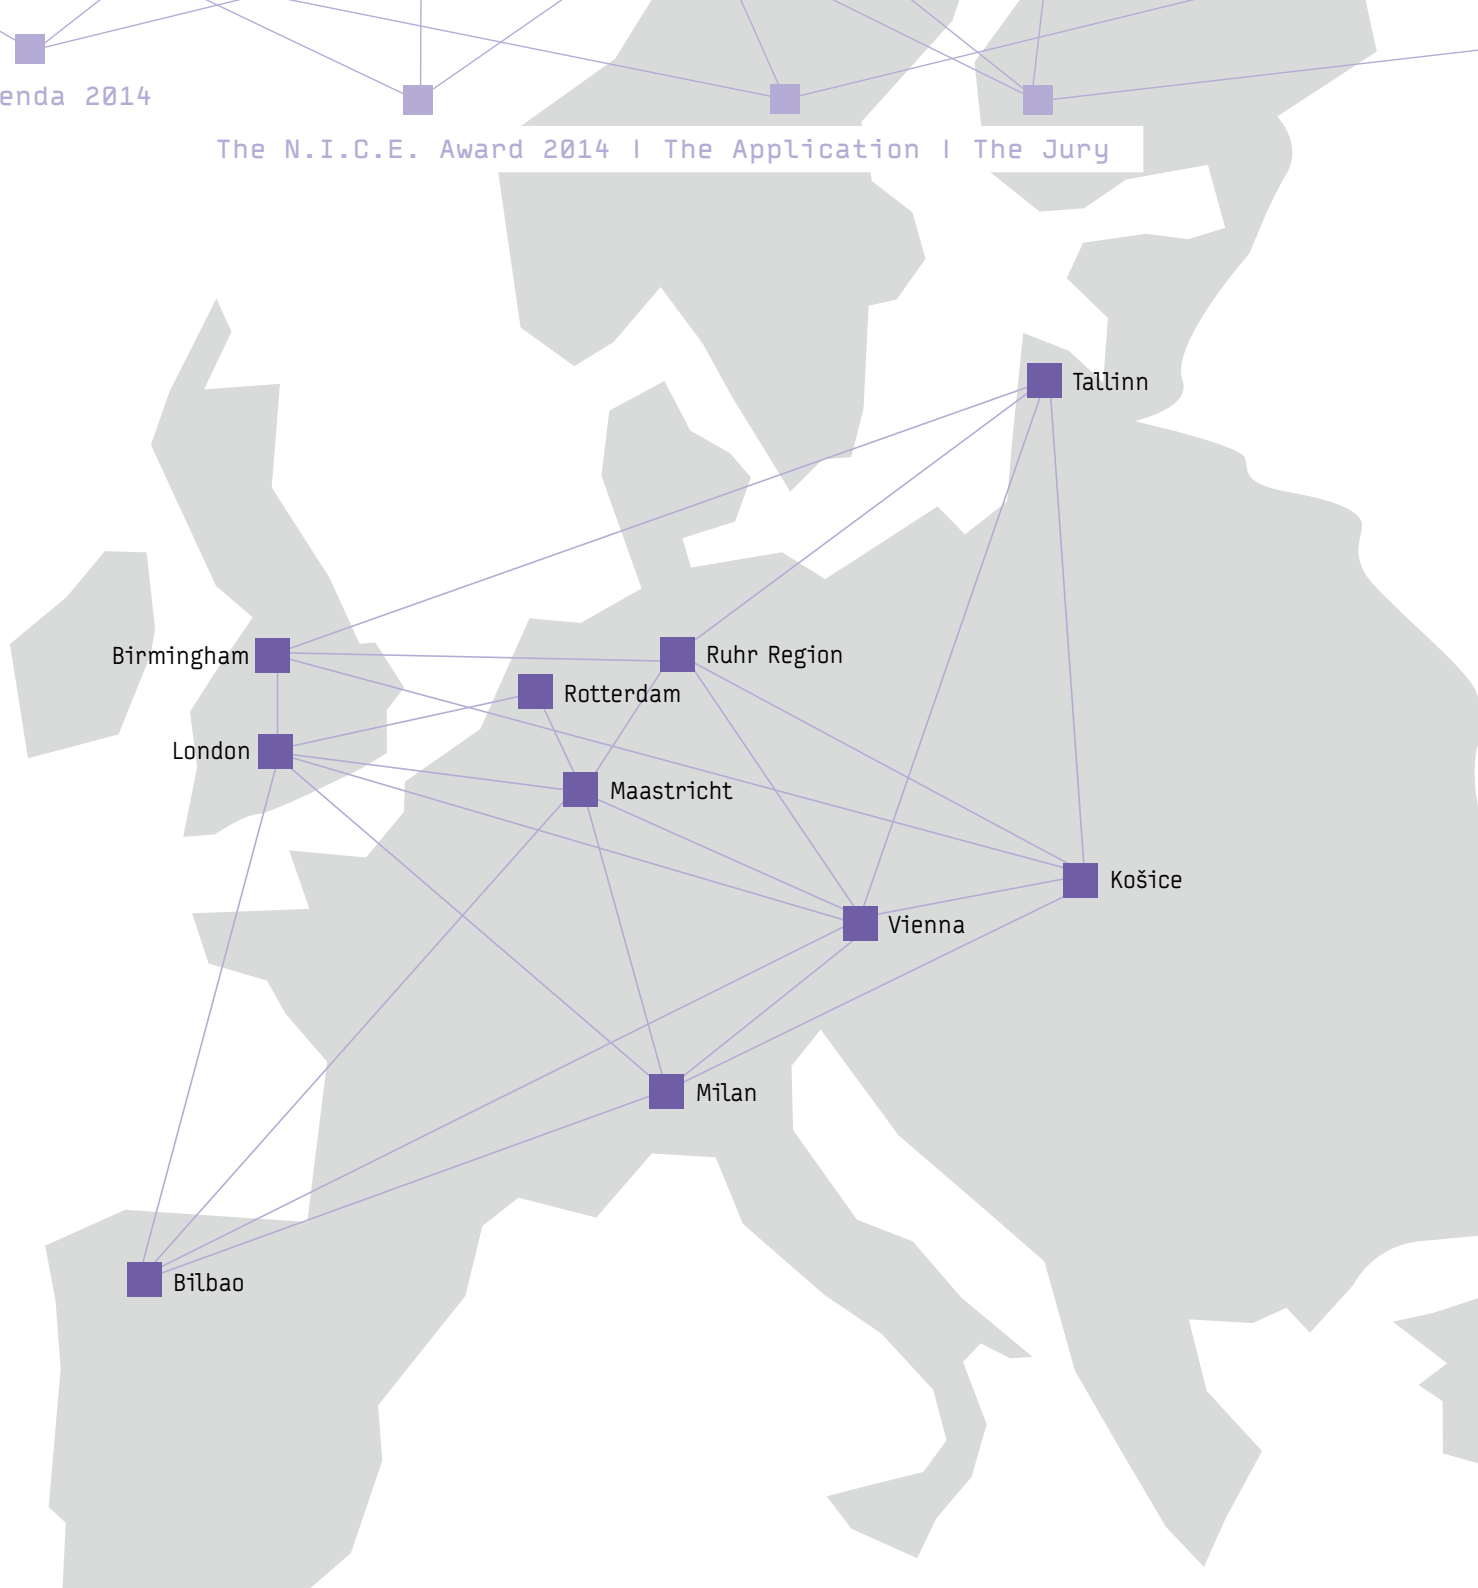 enda 2014
The N.I.C.E. Award 2014 | The Application | The Jury
Tallinn
Birmingham
Ruhr Region
Rotterdam
London
Maastricht
Košice
Vienna
Milan
Bilbao